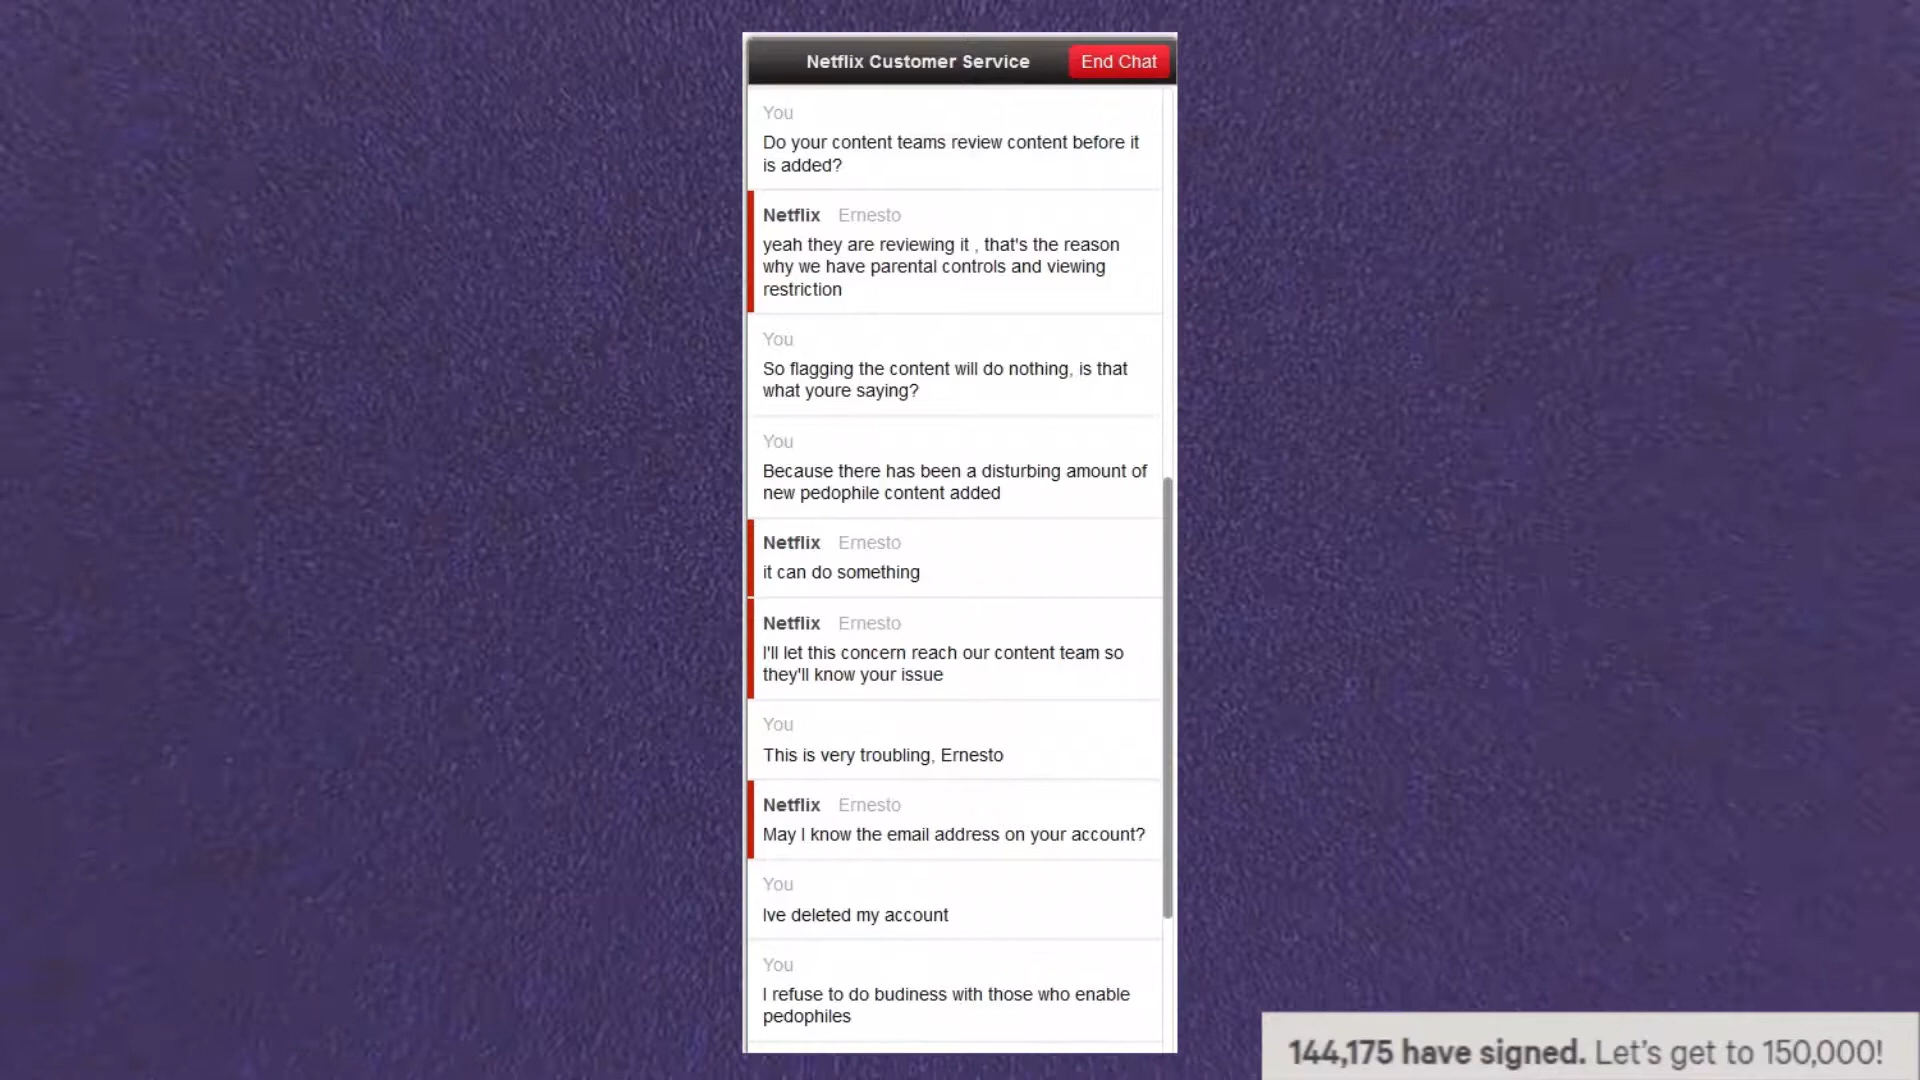 Netflix Customer Service
End Chat
You
Do your content teams review content before it
is added?
Netflix Ernesto
yeah they are reviewing it , that's the reason
why we have parental controls and viewing
restriction
You
So flagging the content will do nothing, is that
what youre saying?
You
Because there has been a disturbing amount of
new pedophile content added
Netflix Ernesto
it can do something
Netflix Ernesto
I'll let this concern reach our content team so
they'll know your issue
You
This is very troubling, Ernesto
Netflix Ernesto
May I know the email address on your account?
You
Ive deleted my account
You
I refuse to do budiness with those who enable
pedophiles
144,175 have signed. Let's get to 150,000!